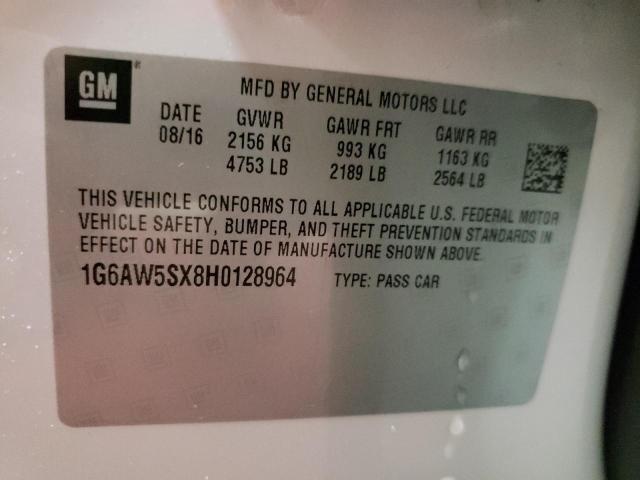 GM
MFD BY GENERAL MOTORS LLC
DATE GVWR GAWR FRT GAWR RR
08/16 2156 KG 993 KG 1163 KG
4753 LB 2189 LB 2564 LB
THIS VEHICLE CONFORMS TO ALL APPLICABLE U.S. FEDERAL MOTOR
VEHICLE SAFETY, BUMPER, AND THEFT PREVENTION STANDARDS IN
EFFECT ON THE DATE OF MANUFACTURE SHOWN ABOVE.
1G6AW5SX8H0128964 TYPE: PASS CAR